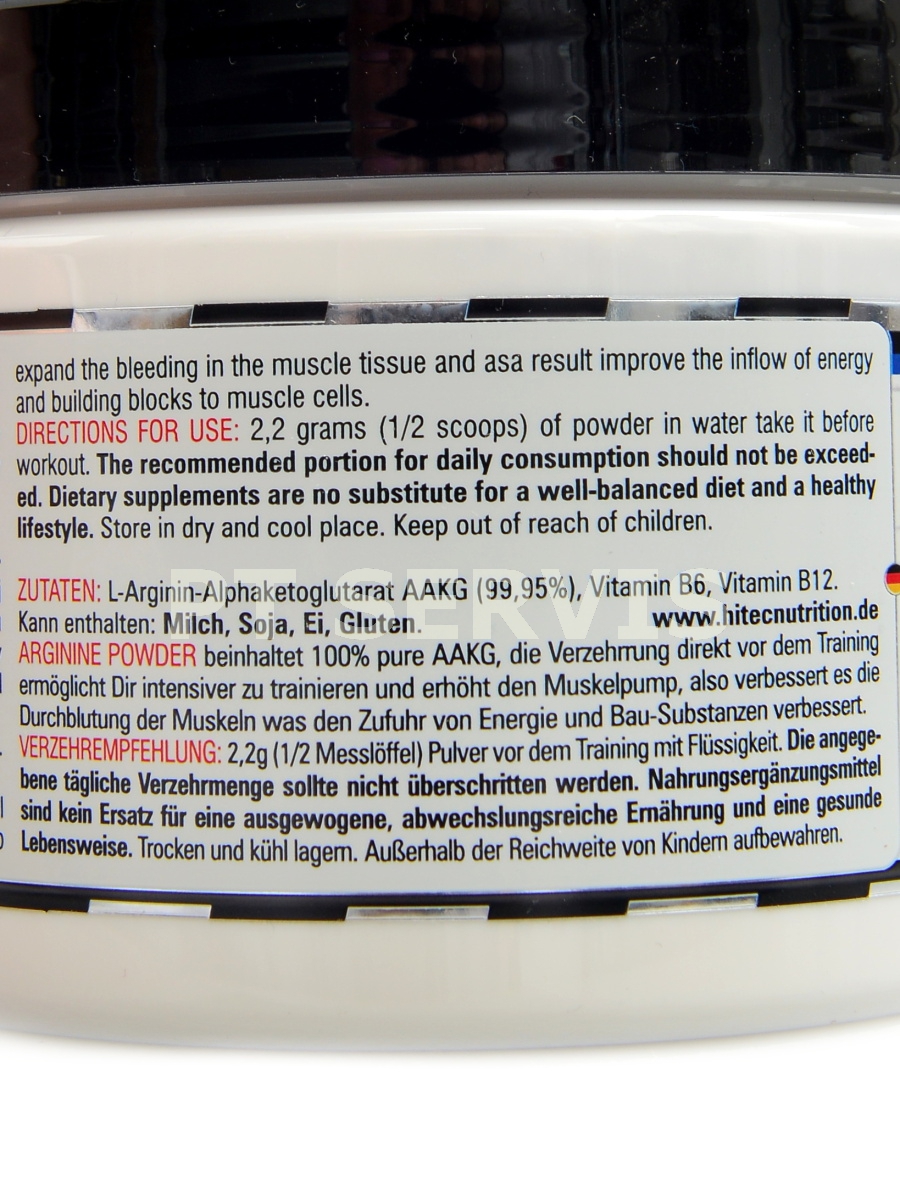 expand the bleeding in the muscle tissue and asa result improve the inflow of energy
and building blocks to muscle cells.
DIRECTIONS FOR USE: 2,2 grams (1/2 scoops) of powder in water take it before
workout. The recommended portion for daily consumption should not be exceed-
ed. Dietary supplements are no substitute for a well-balanced diet and a healthy
lifestyle. Store in dry and cool place. Keep out of reach of children.
ZUTATEN: L-Arginin-Alphaketoglutarat AAKG (99,95%), Vitamin B6, Vitamin B12.
Kann enthalten: Milch, Soja, Ei, Gluten. www.hitecnutrition.de
PT SERVIS
ARGININE POWDER beinhaltet 100% pure AAKG, die Verzehrnung direkt vor dem Training
ermöglicht Dir intensiver zu trainieren und erhöht den Muskelpump, also verbessert es die
Durchblutung der Muskeln was den Zufuhr von Energie und Bau-Substanzen verbessert.
VERZEHREMPFEHLUNG: 2,2g (1/2 Messlöffel) Pulver vor dem Training mit Flüssigkeit. Die angege-
bene tägliche Verzehrmenge sollte nicht überschritten werden. Nahrungsergänzungsmittel
sind kein Ersatz für eine ausgewogene, abwechslungsreiche Ernährung und eine gesunde
Lebensweise. Trocken und kühl lagern. Außerhalb der Reichweite von Kindern aufbewahren.